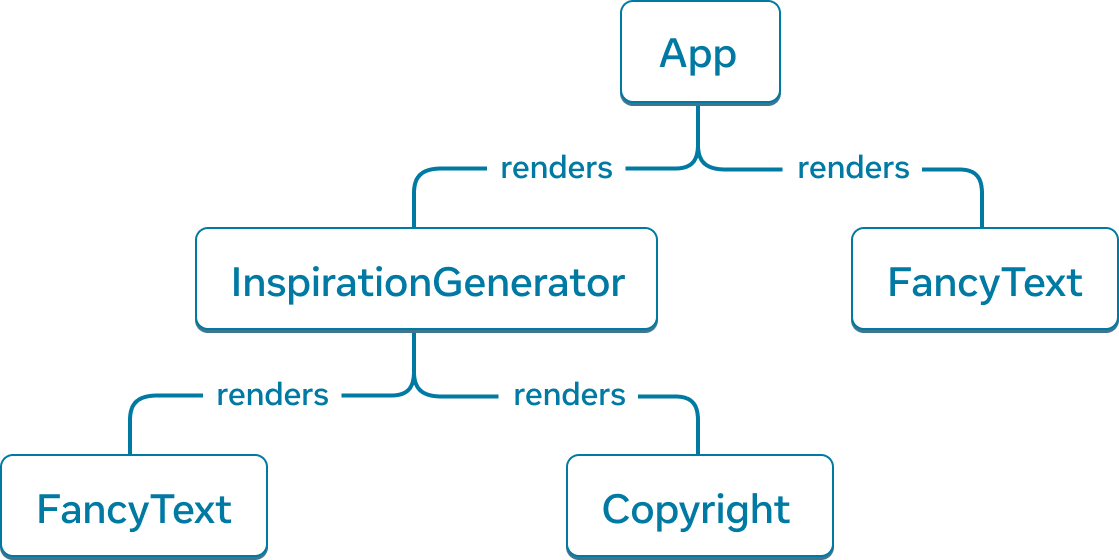 App
renders
renders
InspirationGenerator
FancyText
renders
renders
FancyText
Copyright